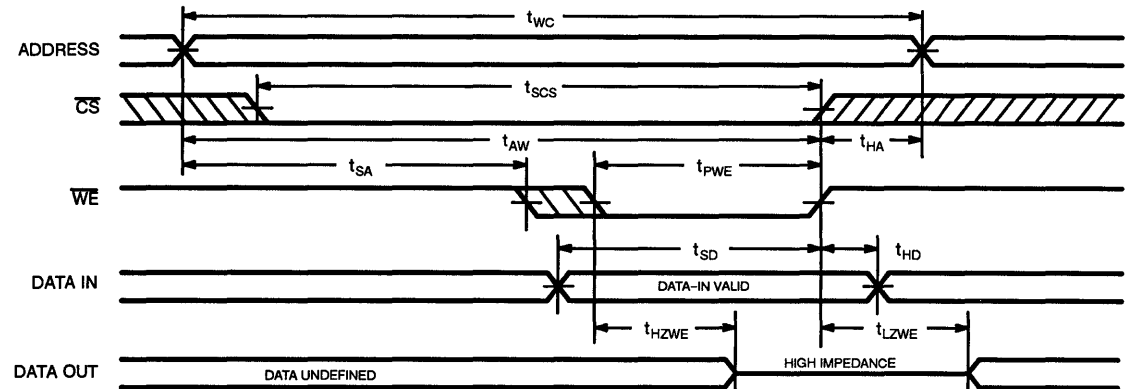 tWC
ADDRESS
tSCS
CS
tAW
tHA
tSA
tPWE
WE
tSD
tHD
DATA IN
DATA-IN VALID
tHZWE
tLZWE
HIGH IMPEDANCE
DATA OUT
DATA UNDEFINED